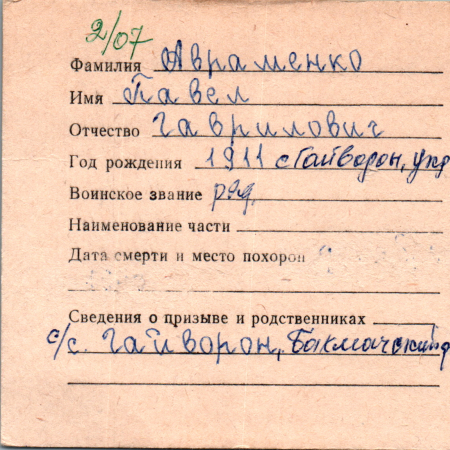 2/07
Фамилия Авраменко
Имя Павел
Отчество Гаврилович
Год рождения 1911 с Гайворон, укр
Воинское звание ряд.
Наименование части
Дата смерти и место похорон
Сведения о призыве и родственниках
с/с. Гайворон, Бахмачский